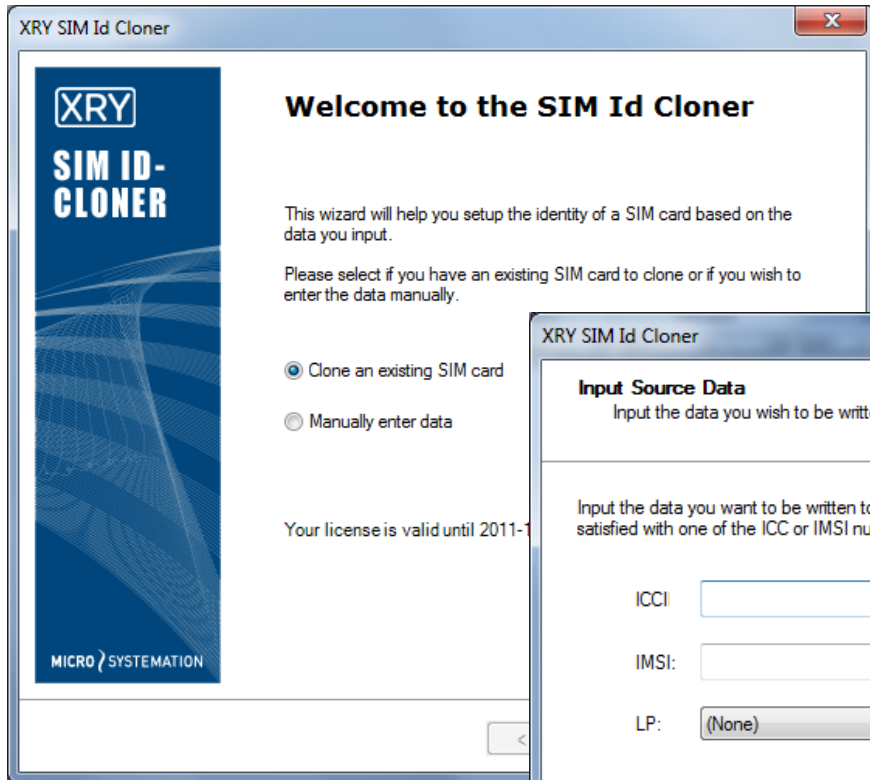 XRY SIM Id Cloner
XRY
SIM ID-
CLONER
MICRO SYSTEMATION
Welcome to the SIM Id Cloner
This wizard will help you setup the identity of a SIM card based on the
data you input.
Please select if you have an existing SIM card to clone or if you wish to
enter the data manually.
Clone an existing SIM card
Manually enter data
Your license is valid until 2011-1
<
XRY SIM Id Cloner
Input Source Data
Input the data you wish to be writt
Input the data you want to be written to
satisfied with one of the ICC or IMSI nu
ICCI
IMSI:
LP:
(None)